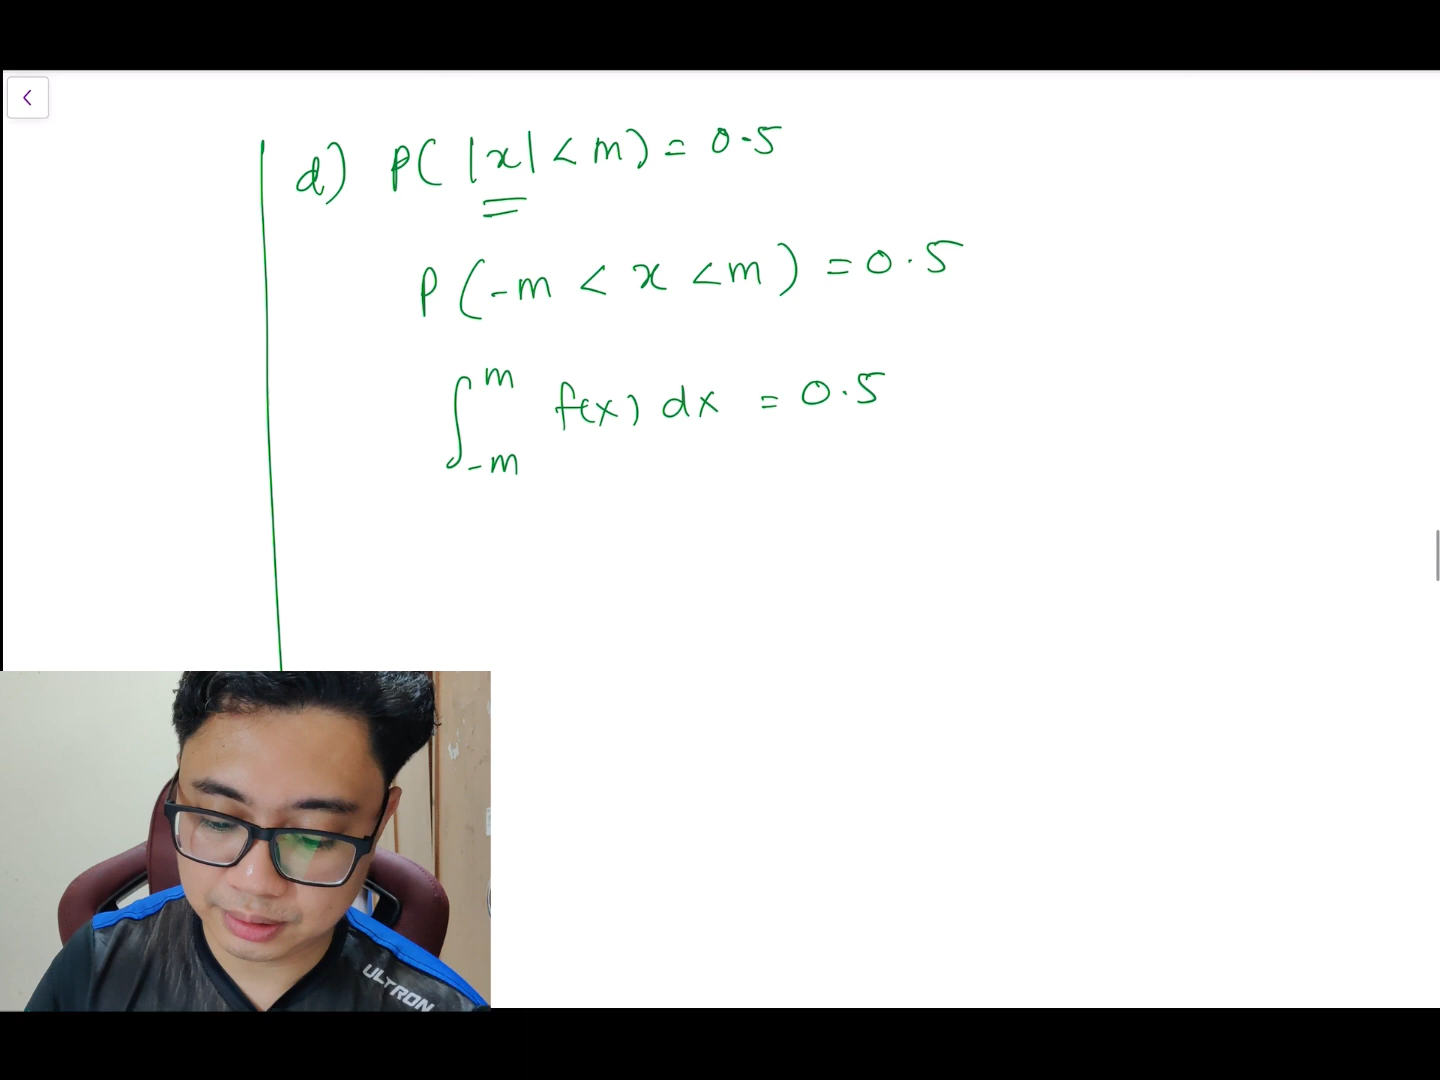 d) P( |x| < m) = 0.5
P (-m < x < m) = 0.5
∫_{-m}^{m} f(x) dx = 0.5
ULTRON